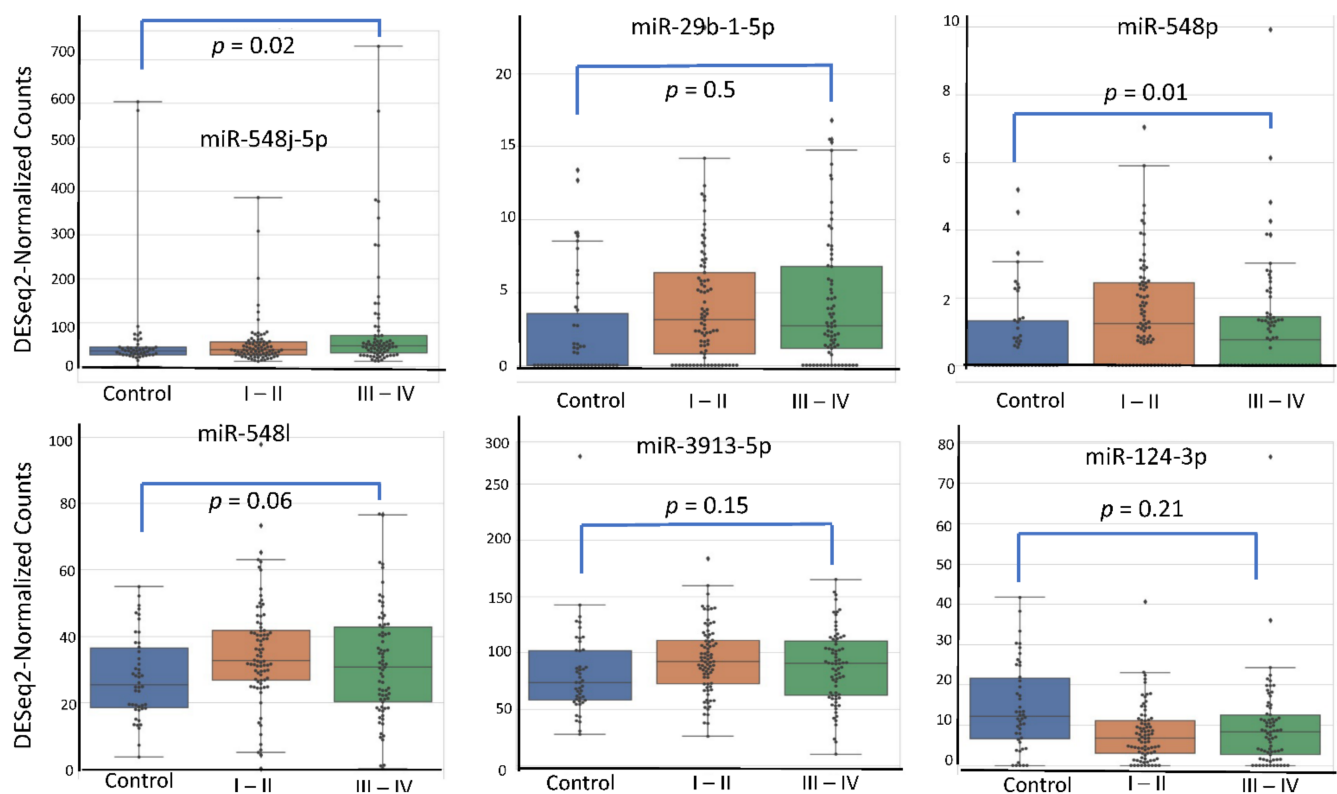 DESeq2-Normalized Counts
700
600
500
400
300
200
100
0
p = 0.02
miR-548j-5p
Control
I – II
III – IV
miR-29b-1-5p
20
15
10
5
0
p = 0.5
Control
I – II
III – IV
miR-548p
10
8
6
4
2
0
p = 0.01
Control
I – II
III – IV
DESeq2-Normalized Counts
miR-548l
100
80
60
40
20
0
p = 0.06
Control
I – II
III – IV
miR-3913-5p
300
250
200
150
100
50
0
p = 0.15
Control
I – II
III – IV
miR-124-3p
80
70
60
50
40
30
20
10
0
p = 0.21
Control
I – II
III – IV